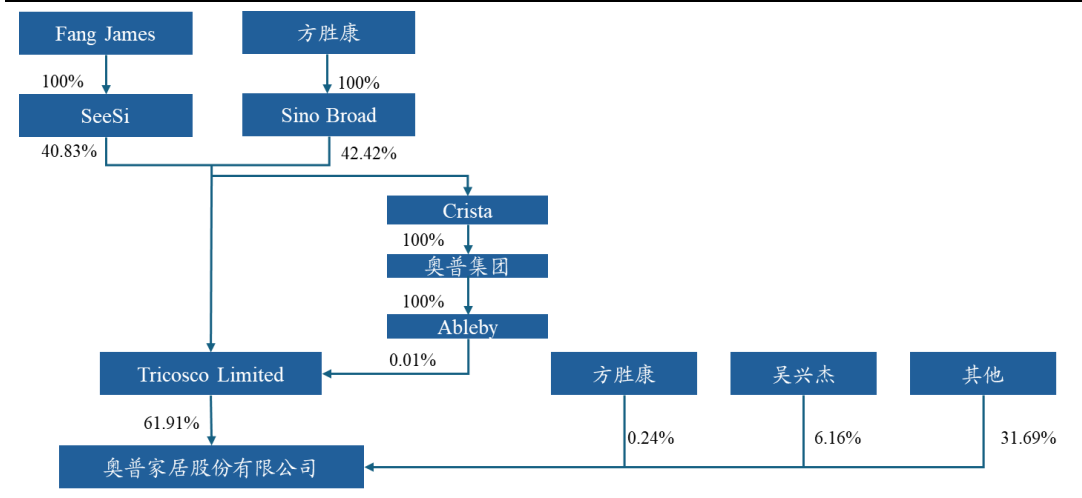 Fang James
方胜康
100%
100%
SeeSi
Sino Broad
40.83%
42.42%
Crista
100%
奥普集团
100%
Ableby
0.01%
Tricosco Limited
方胜康
吴兴杰
其他
61.91%
0.24%
6.16%
31.69%
奥普家居股份有限公司